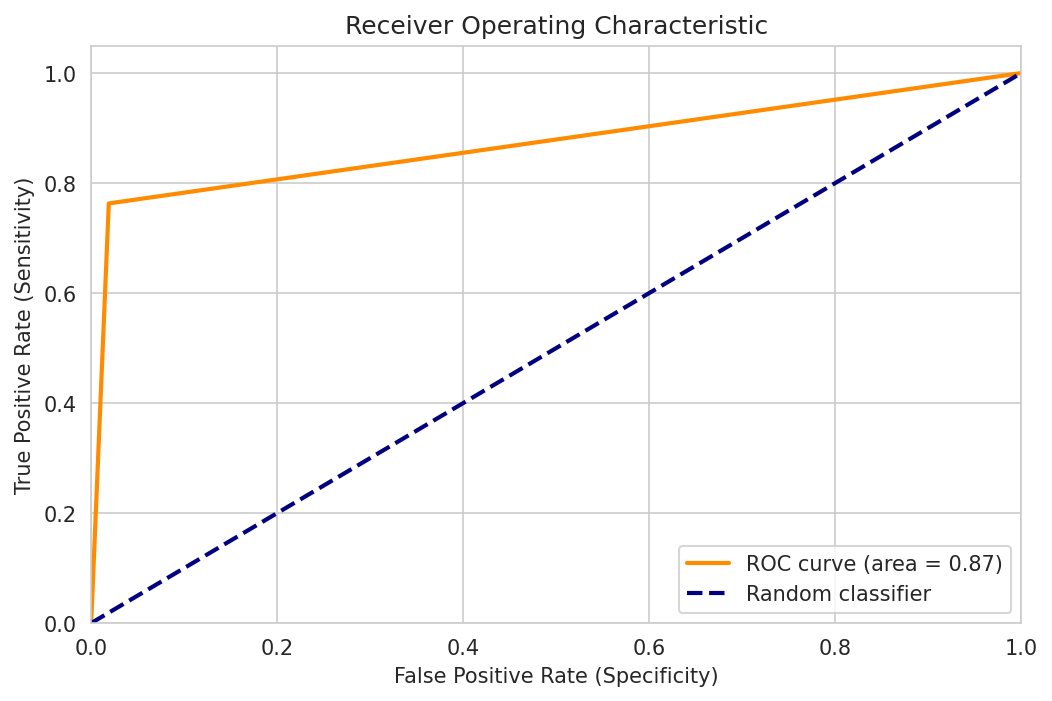 Receiver Operating Characteristic
True Positive Rate (Sensitivity)
1.0
0.8
0.6
0.4
0.2
0.0
ROC curve (area = 0.87)
Random classifier
0.0 0.2 0.4 0.6 0.8 1.0
False Positive Rate (Specificity)